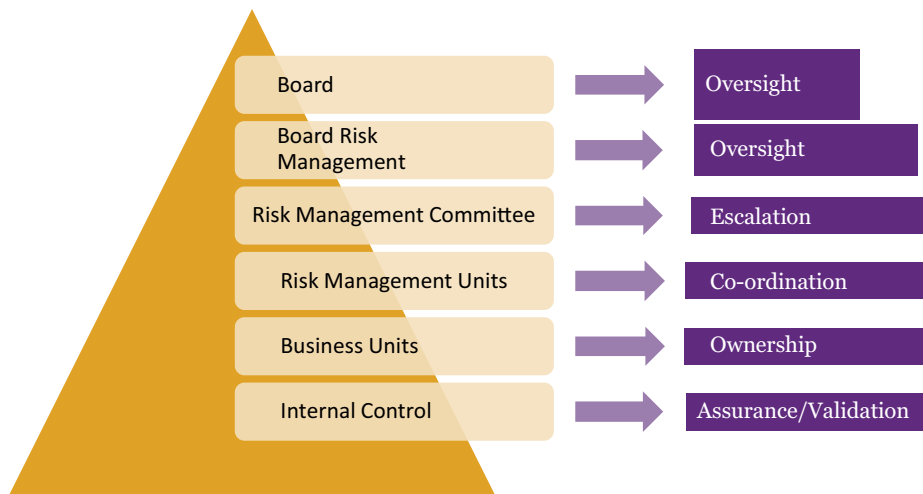 Board
Oversight
Board Risk
Management
Oversight
Risk Management Committee
Escalation
Risk Management Units
Co-ordination
Business Units
Ownership
Internal Control
Assurance/Validation